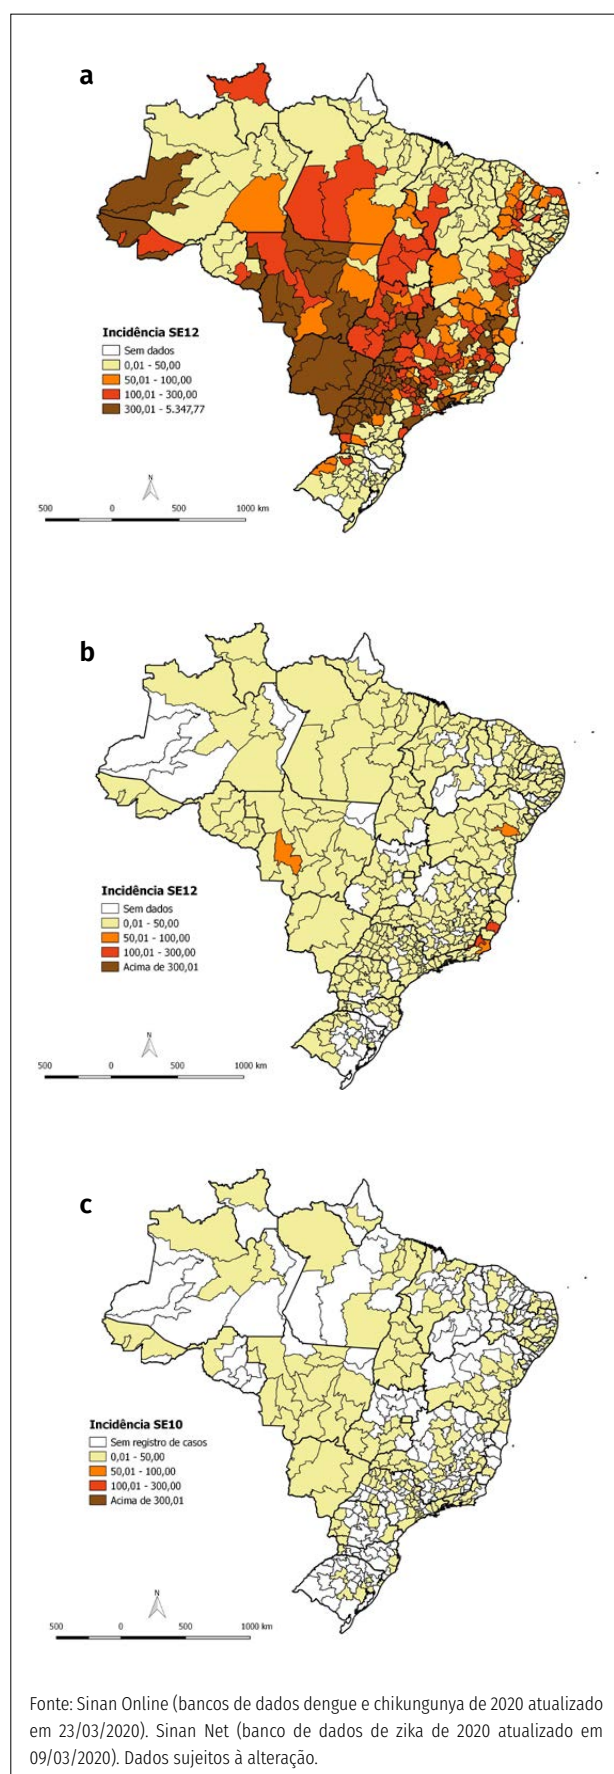 a
Incidência SE12
Sem dados
0,01 - 50,00
50,01 - 100,00
100,01 - 300,00
300,01 - 5.347,77
N
500 0 500 1000 km
b
Incidência SE12
Sem dados
0,01 - 50,00
50,01 - 100,00
100,01 - 300,00
Acima de 300,01
N
500 0 500 1000 km
c
Incidência SE10
Sem registro de casos
0,01 - 50,00
50,01 - 100,00
100,01 - 300,00
Acima de 300,01
N
500 0 500 1000 km
Fonte: Sinan Online (bancos de dados dengue e chikungunya de 2020 atualizado
em 23/03/2020). Sinan Net (banco de dados de zika de 2020 atualizado em
09/03/2020). Dados sujeitos à alteração.